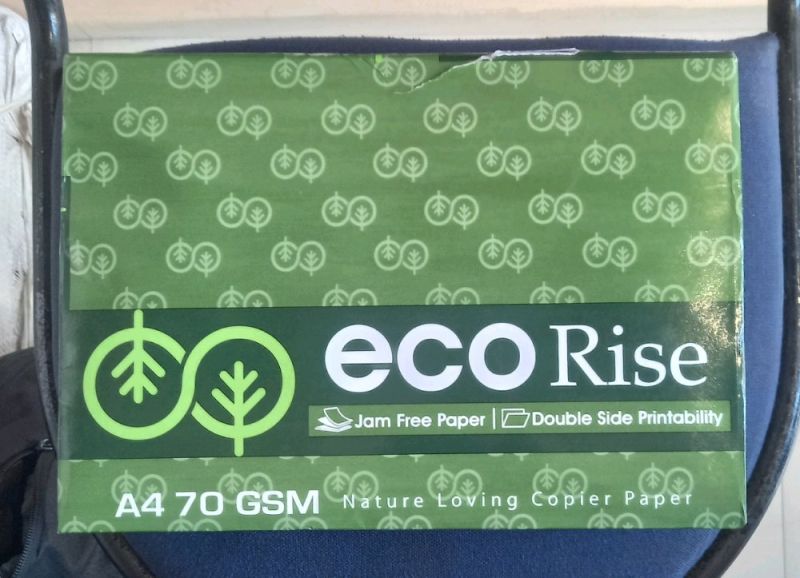 eco Rise
Jam Free Paper | Double Side Printability
A4 70 GSM Nature Loving Copier Paper